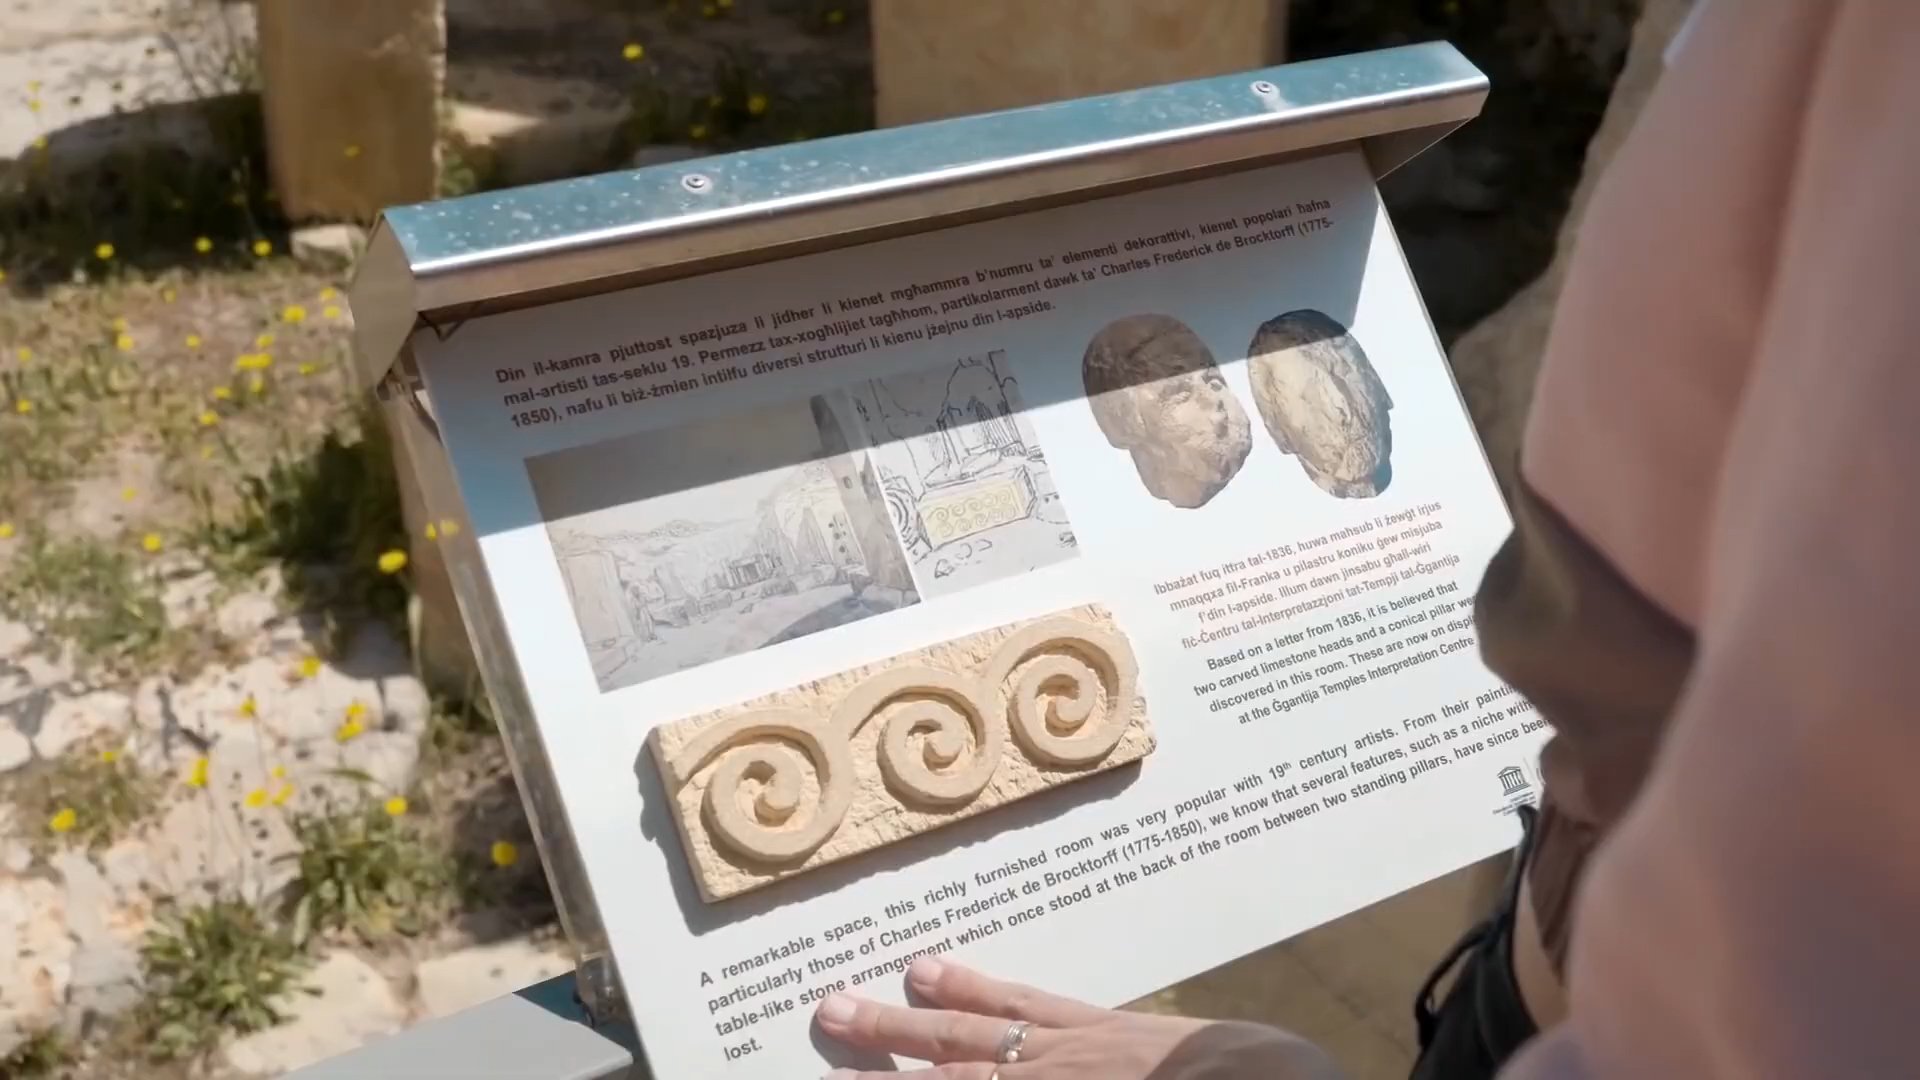 Din il-kamra pjuttost spazjuza li jidher li kienet mgħammra b'numru ta' elementi dekorattivi, kienet popolari ħafna
mal-artisti tas-seklu 19. Permezz tax-xogħlijiet tagħhom, partikolarment dawk ta' Charles Frederick de Brocktorff (1775-
1850), nafu li biż-żmien intilfu diversi strutturi li kienu jżejnu din l-apside.
Ibbażat fuq ittra tal-1836, huwa maħsub li żewġt irjus
mnaqqxa fil-Franka u pilastru koniku ġew misjuba
f'din l-apside. Illum dawn jinsabu għall-wiri
fiċ-Ċentru tal-Interpretazzjoni tat-Tempji tal-Ġgantija
Based on a letter from 1836, it is believed that
two carved limestone heads and a conical pillar
discovered in this room. These are now on
at the Ġgantija Temples Interpretation Centre
A remarkable space, this richly furnished room was very popular with 19th century artists. From their
particularly those of Charles Frederick de Brocktorff (1775-1850), we know that several features, such as a niche with
table-like stone arrangement which once stood at the back of the room between two standing pillars, have since been
lost.